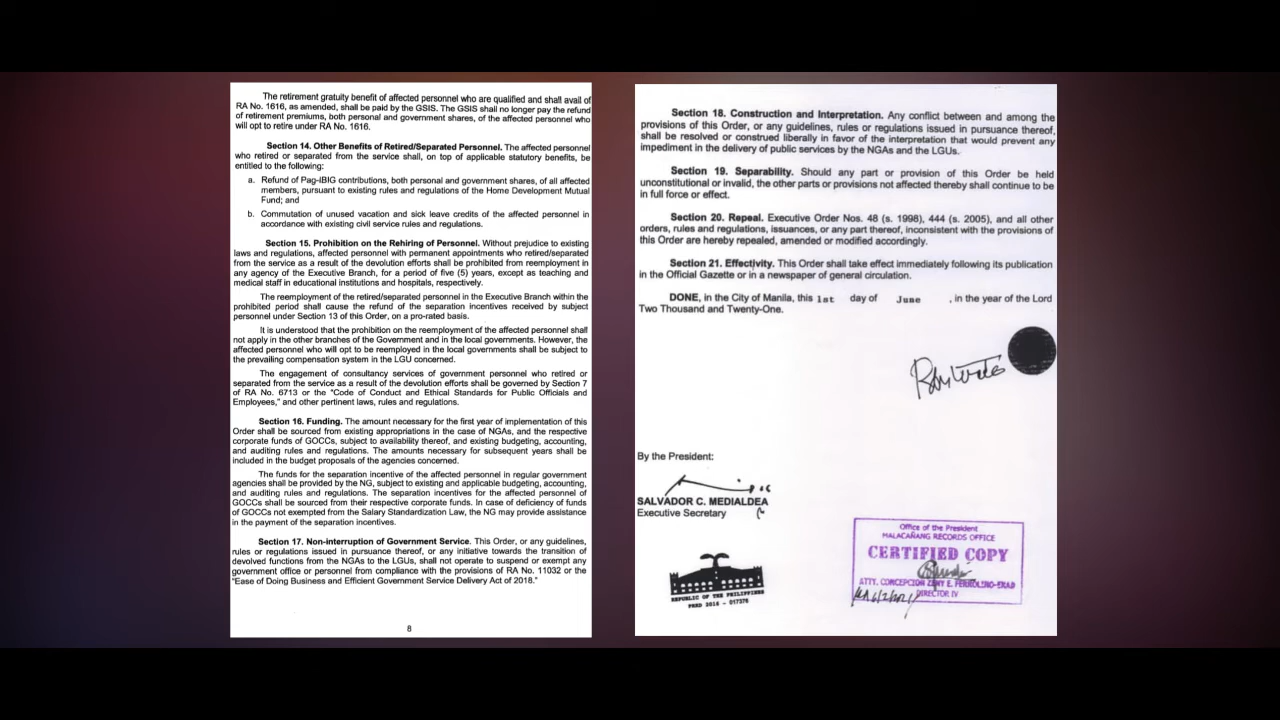 The retirement gratuity benefit of affected personnel who are qualified and shall avail of
RA No. 1616, as amended, shall be paid by the GSIS. The GSIS shall no longer pay the refund
of retirement premiums, both personal and government shares, of the affected personnel who
will opt to retire under RA No. 1616.
Section 14. Other Benefits of Retired/Separated Personnel. The affected personnel
who retired or separated from the service shall, on top of applicable statutory benefits, be
entitled to the following:
a. Refund of Pag-IBIG contributions, both personal and government shares, of all affected
members, pursuant to existing rules and regulations of the Home Development Mutual
Fund; and
b. Commutation of unused vacation and sick leave credits of the affected personnel in
accordance with existing civil service rules and regulations.
Section 15. Prohibition on the Rehiring of Personnel. Without prejudice to existing
laws and regulations, affected personnel with permanent appointments who retired/separated
from the service as a result of the devolution efforts shall be prohibited from reemployment in
any agency of the Executive Branch, for a period of five (5) years, except as teaching and
medical staff in educational institutions and hospitals, respectively.
The reemployment of the retired/separated personnel in the Executive Branch within the
prohibited period shall cause the refund of the separation incentives received by subject
personnel under Section 13 of this Order, on a pro-rated basis.
It is understood that the prohibition on the reemployment of the affected personnel shall
not apply in the other branches of the Government and in the local governments. However, the
affected personnel who will opt to be reemployed in the local governments shall be subject to
the prevailing compensation system in the LGU concerned.
The engagement of consultancy services of government personnel who retired or
separated from the service as a result of the devolution efforts shall be governed by Section 7
of RA No. 6713 or the "Code of Conduct and Ethical Standards for Public Officials and
Employees," and other pertinent laws, rules and regulations.
Section 16. Funding. The amount necessary for the first year of implementation of this
Order shall be sourced from existing appropriations in the case of NGAs, and the respective
corporate funds of GOCCs, subject to availability thereof, and existing budgeting, accounting,
and auditing rules and regulations. The amounts necessary for subsequent years shall be
included in the budget proposals of the agencies concerned.
The funds for the separation incentive of the affected personnel in regular government
agencies shall be provided by the NG, subject to existing and applicable budgeting, accounting,
and auditing rules and regulations. The separation incentives for the affected personnel of
GOCCs shall be sourced from their respective corporate funds. In case of deficiency of funds
of GOCCs not exempted from the Salary Standardization Law, the NG may provide assistance
in the payment of the separation incentives.
Section 17. Non-interruption of Government Service. This Order, or any guidelines,
rules or regulations issued in pursuance thereof, or any initiative towards the transition of
devolved functions from the NGAs to the LGUs, shall not operate to suspend or exempt any
government office or personnel from compliance with the provisions of RA No. 11032 or the
"Ease of Doing Business and Efficient Government Service Delivery Act of 2018."
8
Section 18. Construction and Interpretation. Any conflict between and among the
provisions of this Order, or any guidelines, rules or regulations issued in pursuance thereof,
shall be resolved or construed liberally in favor of the interpretation that would prevent any
impediment in the delivery of public services by the NGAs and the LGUs.
Section 19. Separability. Should any part or provision of this Order be held
unconstitutional or invalid, the other parts or provisions not affected thereby shall continue to be
in full force or effect.
Section 20. Repeal. Executive Order Nos. 48 (s. 1998), 444 (s. 2005), and all other
orders, rules and regulations, issuances, or any part thereof, inconsistent with the provisions of
this Order are hereby repealed, amended or modified accordingly.
Section 21. Effectivity. This Order shall take effect immediately following its publication
in the Official Gazette or in a newspaper of general circulation.
DONE, in the City of Manila, this 1st day of June , in the year of the Lord
Two Thousand and Twenty-One.
By the President:
SALVADOR C. MEDIALDEA
Executive Secretary
REPUBLIC OF THE PHILIPPINES
PRRD 2016 - 017376
Office of the President
MALACAÑANG RECORDS OFFICE
CERTIFIED COPY
ATTY. CONCEPCION ZENY E.
DIRECTOR IV